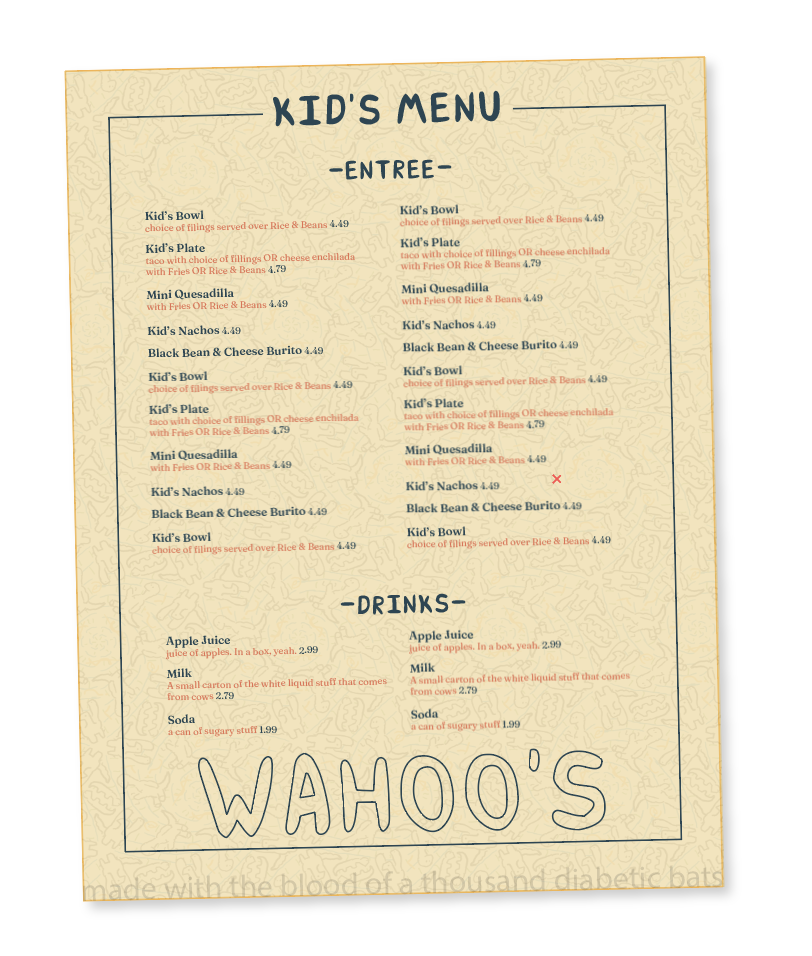 KID'S MENU
-ENTREE-
Kid's Bowl
choice of filings served over Rice & Beans 4.49
Kid's Plate
taco with choice of fillings OR cheese enchilada
with Fries OR Rice & Beans 4.79
Mini Quesadilla
with Fries OR Rice & Beans 4.49
Kid's Nachos 4.49
Black Bean & Cheese Burito 4.49
Kid's Bowl
choice of filings served over Rice & Beans 4.49
Kid's Plate
taco with choice of fillings OR cheese enchilada
with Fries OR Rice & Beans 4.79
Mini Quesadilla
with Fries OR Rice & Beans 4.49
Kid's Nachos 4.49
Black Bean & Cheese Burito 4.49
Kid's Bowl
choice of filings served over Rice & Beans 4.49
Kid's Bowl
choice of filings served over Rice & Beans 4.49
Kid's Plate
taco with choice of fillings OR cheese enchilada
with Fries OR Rice & Beans 4.79
Mini Quesadilla
with Fries OR Rice & Beans 4.49
Kid's Nachos 4.49
Black Bean & Cheese Burito 4.49
Kid's Bowl
choice of filings served over Rice & Beans 4.49
Kid's Plate
taco with choice of fillings OR cheese enchilada
with Fries OR Rice & Beans 4.79
Mini Quesadilla
with Fries OR Rice & Beans 4.49
Kid's Nachos 4.49
Black Bean & Cheese Burito 4.49
Kid's Bowl
choice of filings served over Rice & Beans 4.49
-DRINKS-
Apple Juice
juice of apples. In a box, yeah. 2.99
Milk
A small carton of the white liquid stuff that comes
from cows 2.79
Soda
a can of sugary stuff 1.99
Apple Juice
juice of apples. In a box, yeah. 2.99
Milk
A small carton of the white liquid stuff that comes
from cows 2.79
Soda
a can of sugary stuff 1.99
WAHOO'S
made with the blood of a thousand diabetic bats